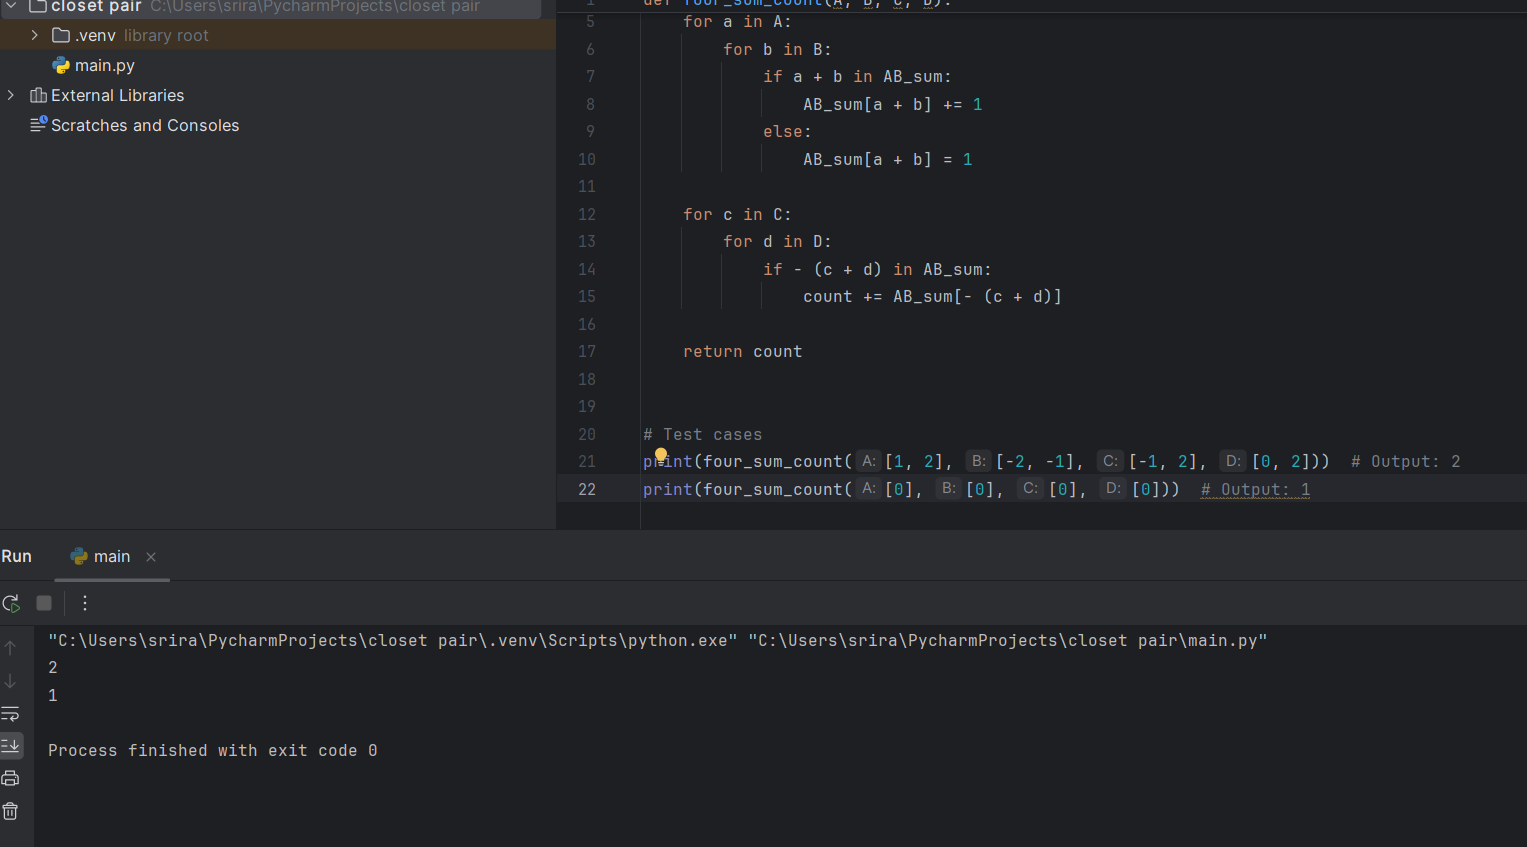 closet pair C:\Users\srira\PycharmProjects\closet pair
.venv library root
main.py
External Libraries
Scratches and Consoles
1 def four_sum_count(A, B, C, D):
5 for a in A:
6 for b in B:
7 if a + b in AB_sum:
8 AB_sum[a + b] += 1
9 else:
10 AB_sum[a + b] = 1
11
12 for c in C:
13 for d in D:
14 if - (c + d) in AB_sum:
15 count += AB_sum[- (c + d)]
16
17 return count
18
19
20 # Test cases
21 print(four_sum_count( A: [1, 2], B: [-2, -1], C: [-1, 2], D: [0, 2])) # Output: 2
22 print(four_sum_count( A: [0], B: [0], C: [0], D: [0])) # Output: 1
Run main
"C:\Users\srira\PycharmProjects\closet pair\.venv\Scripts\python.exe" "C:\Users\srira\PycharmProjects\closet pair\main.py"
2
1
Process finished with exit code 0